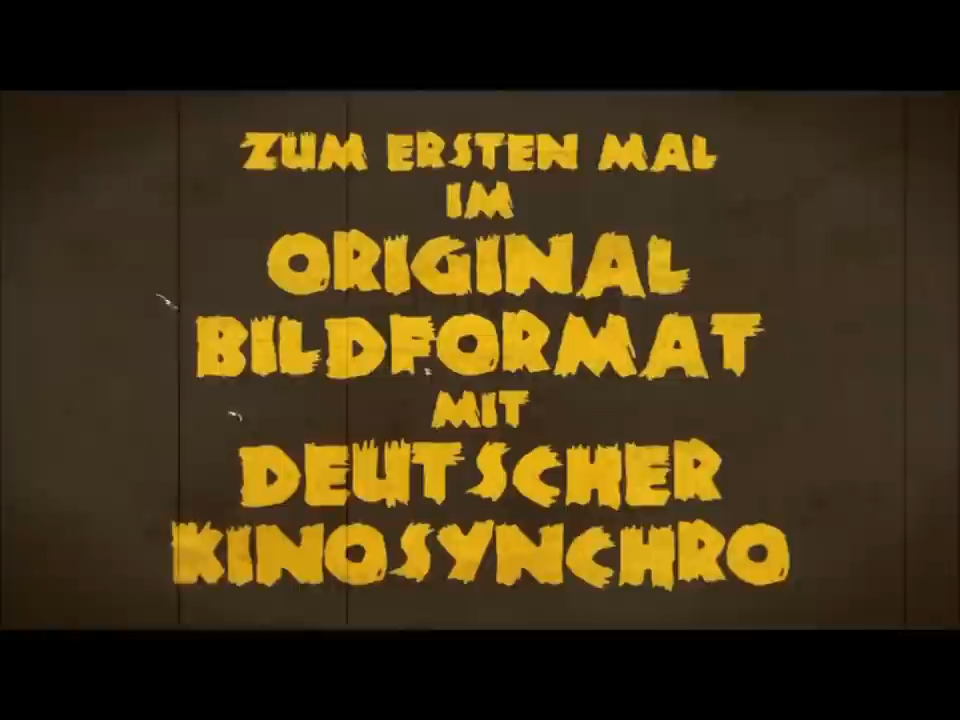 ZUM ERSTEN MAL
IM
ORIGINAL
BILDFORMAT
MIT
DEUTSCHER
KINOSYNCHRO